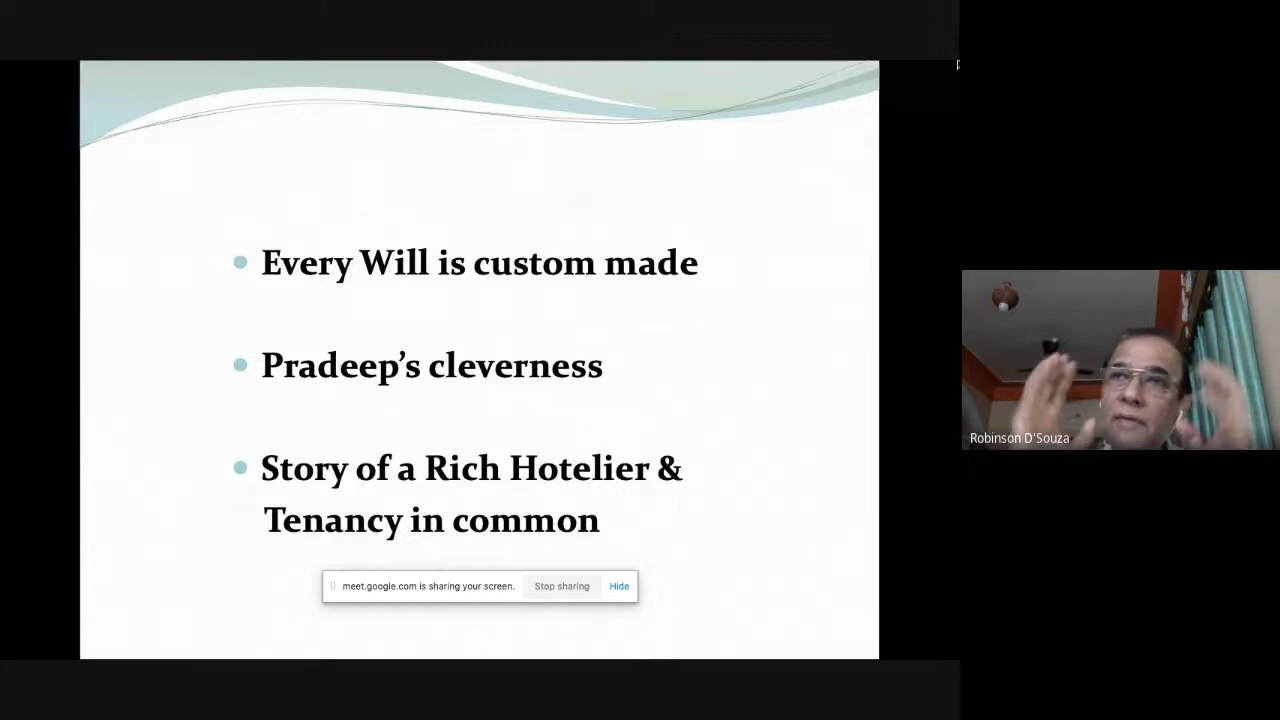 Every Will is custom made
Pradeep’s cleverness
Story of a Rich Hotelier &
Tenancy in common
meet.google.com is sharing your screen. Stop sharing Hide
Robinson D'Souza